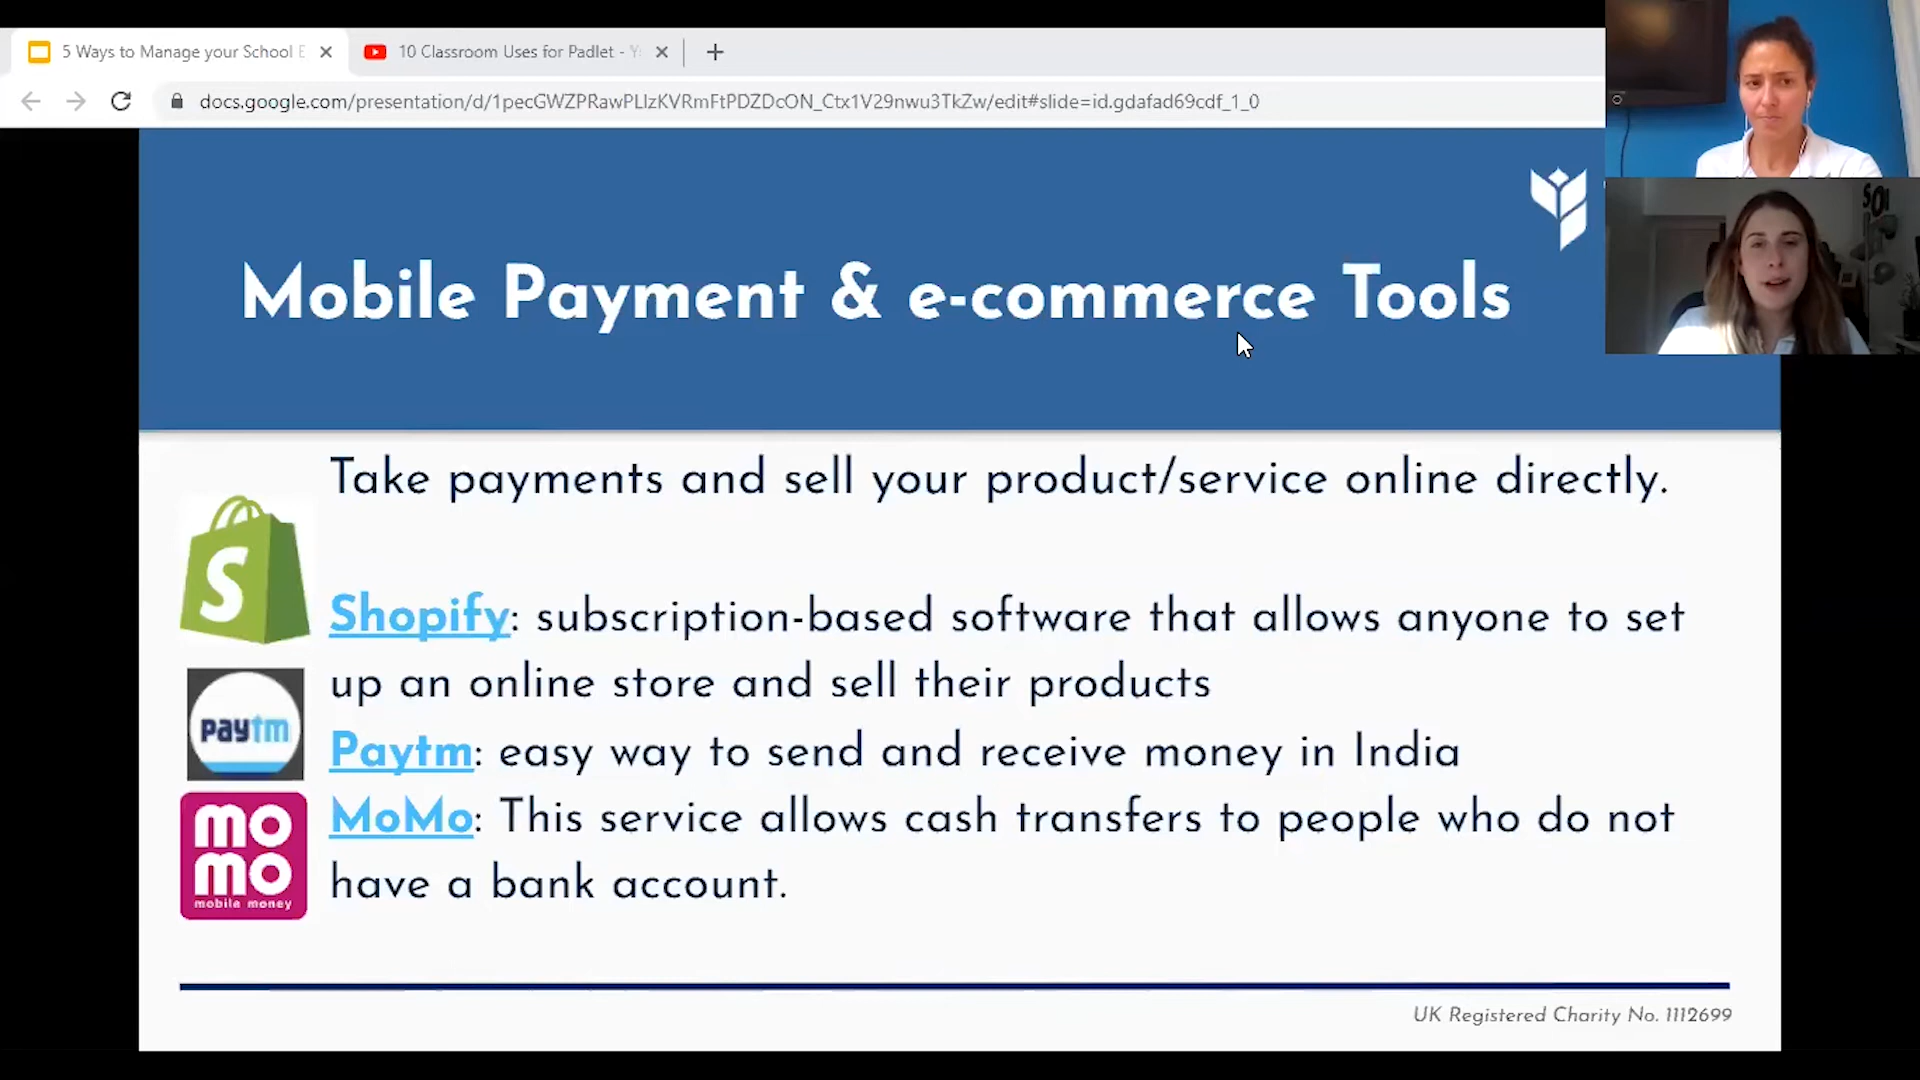 5 Ways to Manage your School E
10 Classroom Uses for Padlet - Y
docs.google.com/presentation/d/1pecGWZPRawPLIzKVRmFtPDZDcON_Ctx1V29nwu3TkZw/edit#slide=id.gdafad69cdf_1_0
SOI
Mobile Payment & e-commerce Tools
Take payments and sell your product/service online directly.
S
Shopify: subscription-based software that allows anyone to set
up an online store and sell their products
paytm
Paytm: easy way to send and receive money in India
mo
mo
mobile money
MoMo: This service allows cash transfers to people who do not
have a bank account.
UK Registered Charity No. 1112699